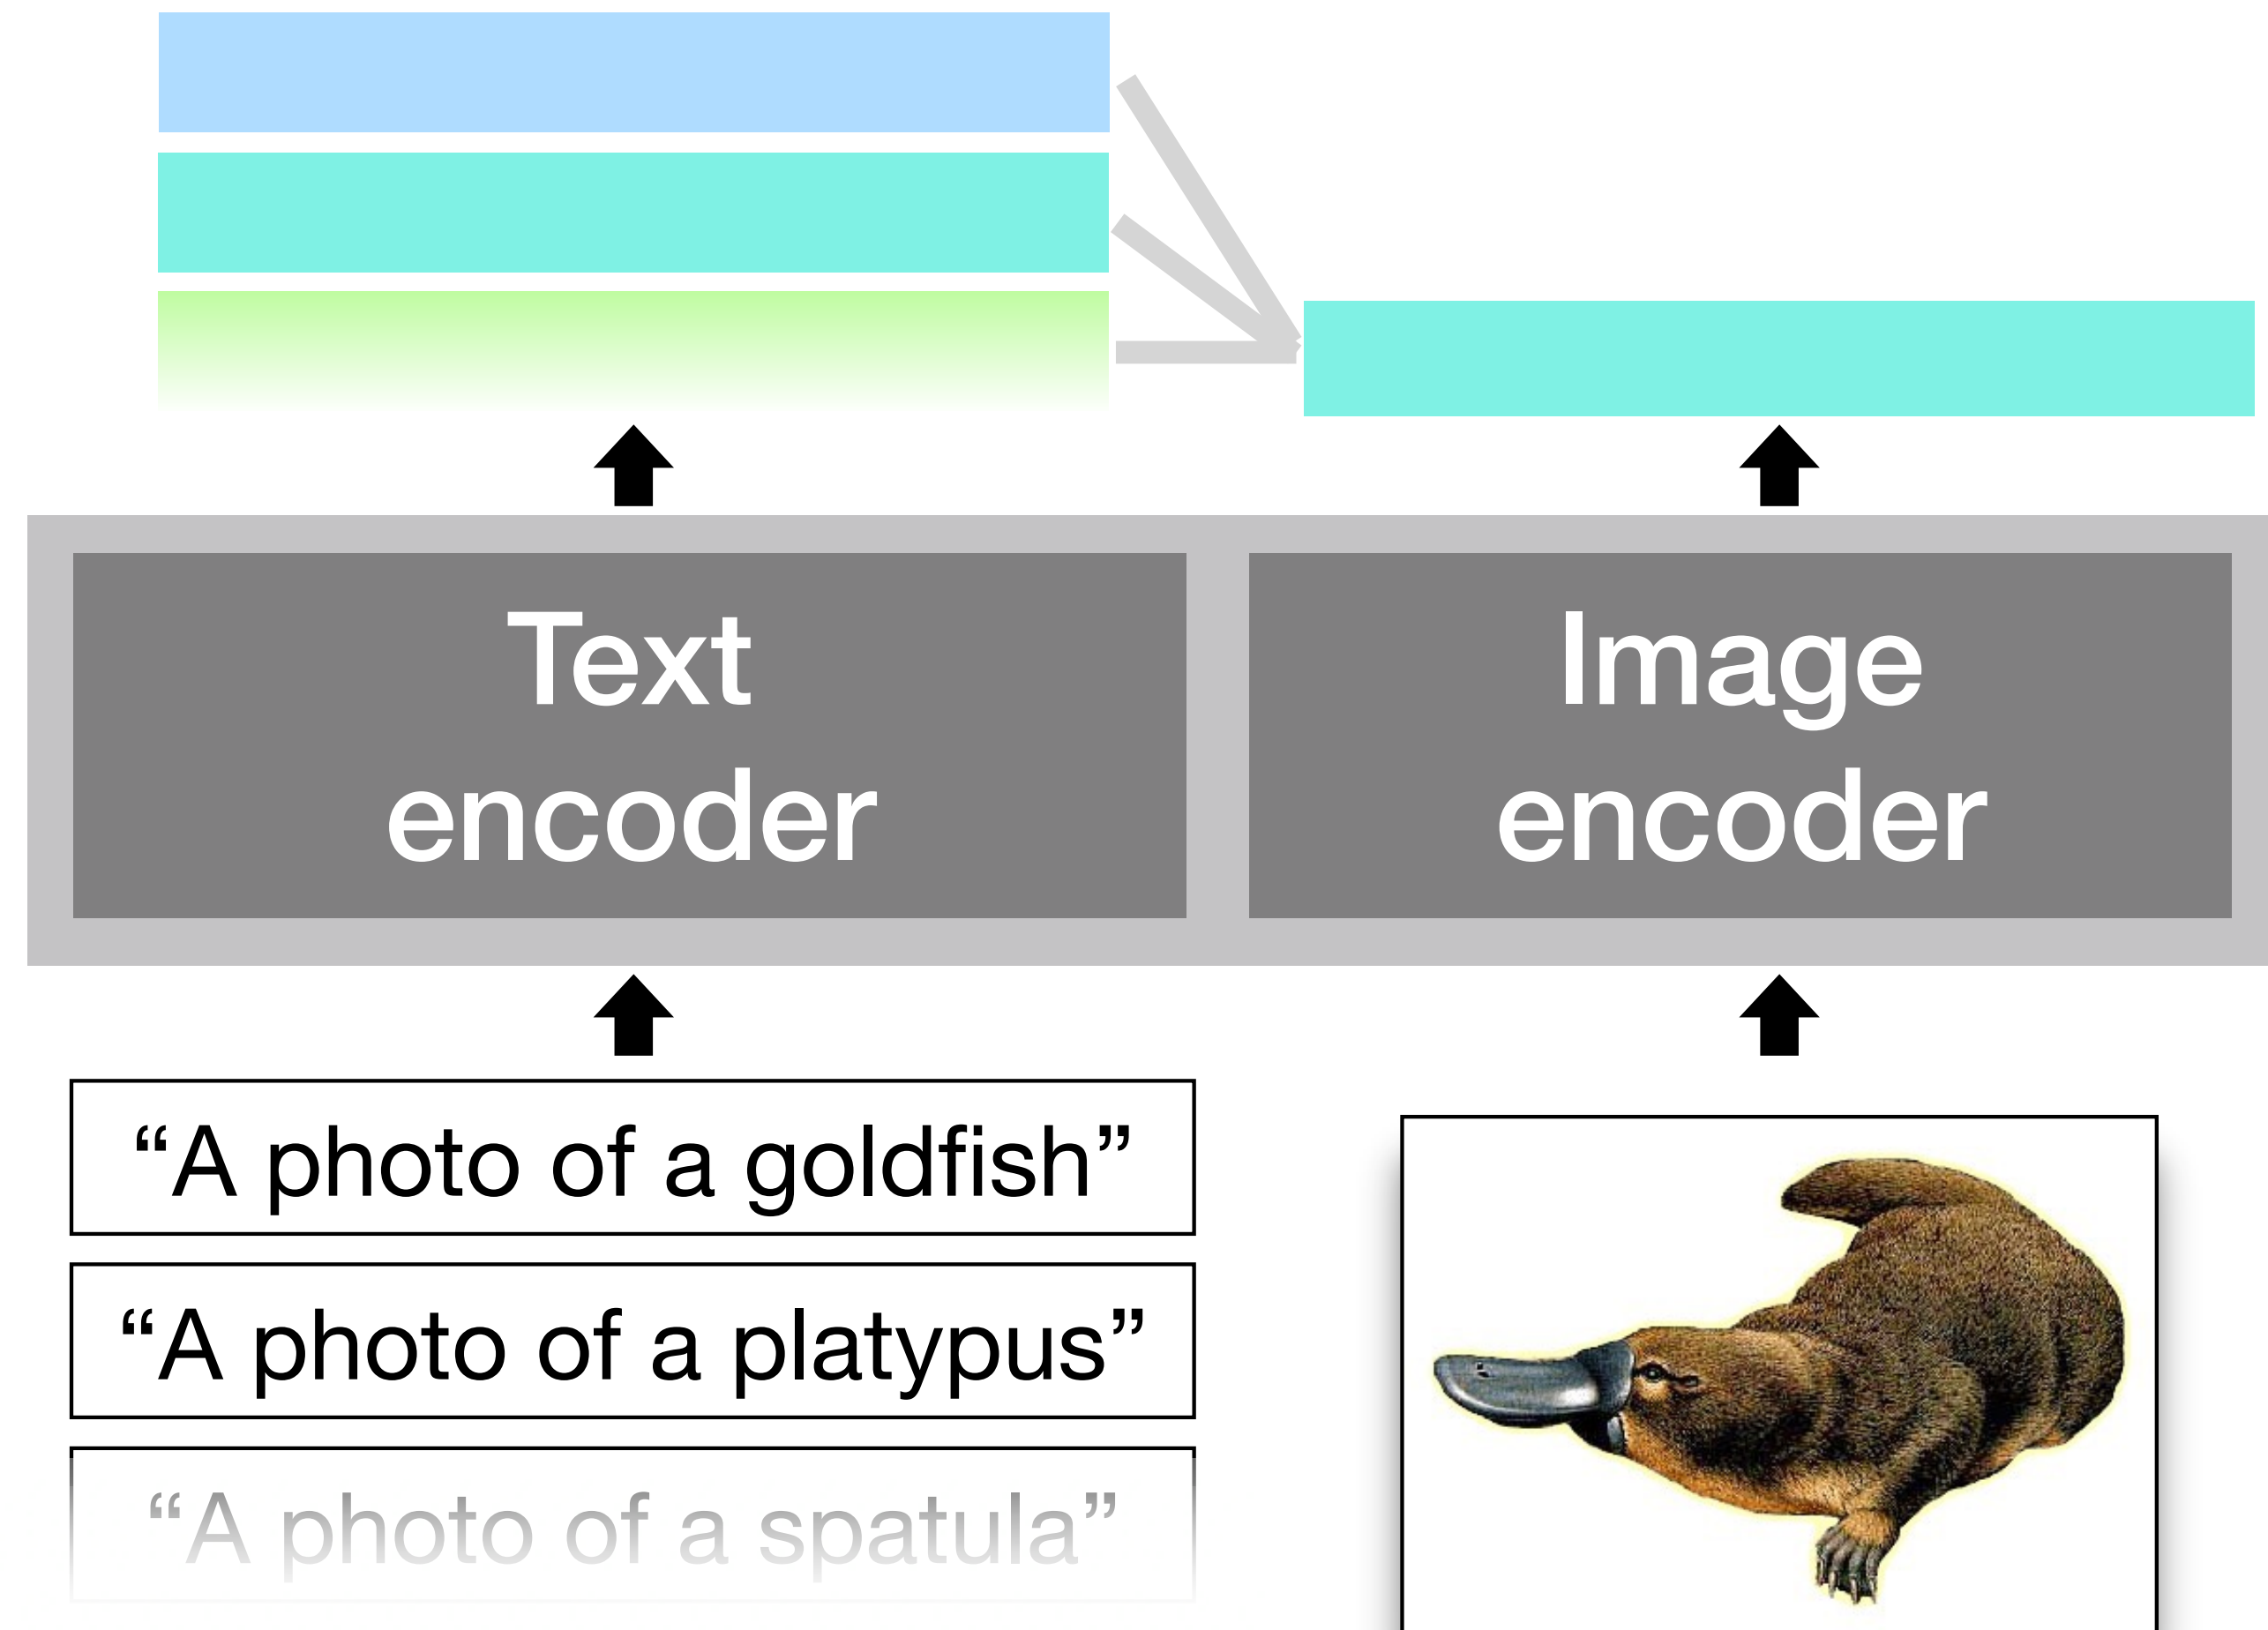 Text
encoder
Image
encoder
“A photo of a goldfish”
“A photo of a platypus”
“A photo of a spatula”